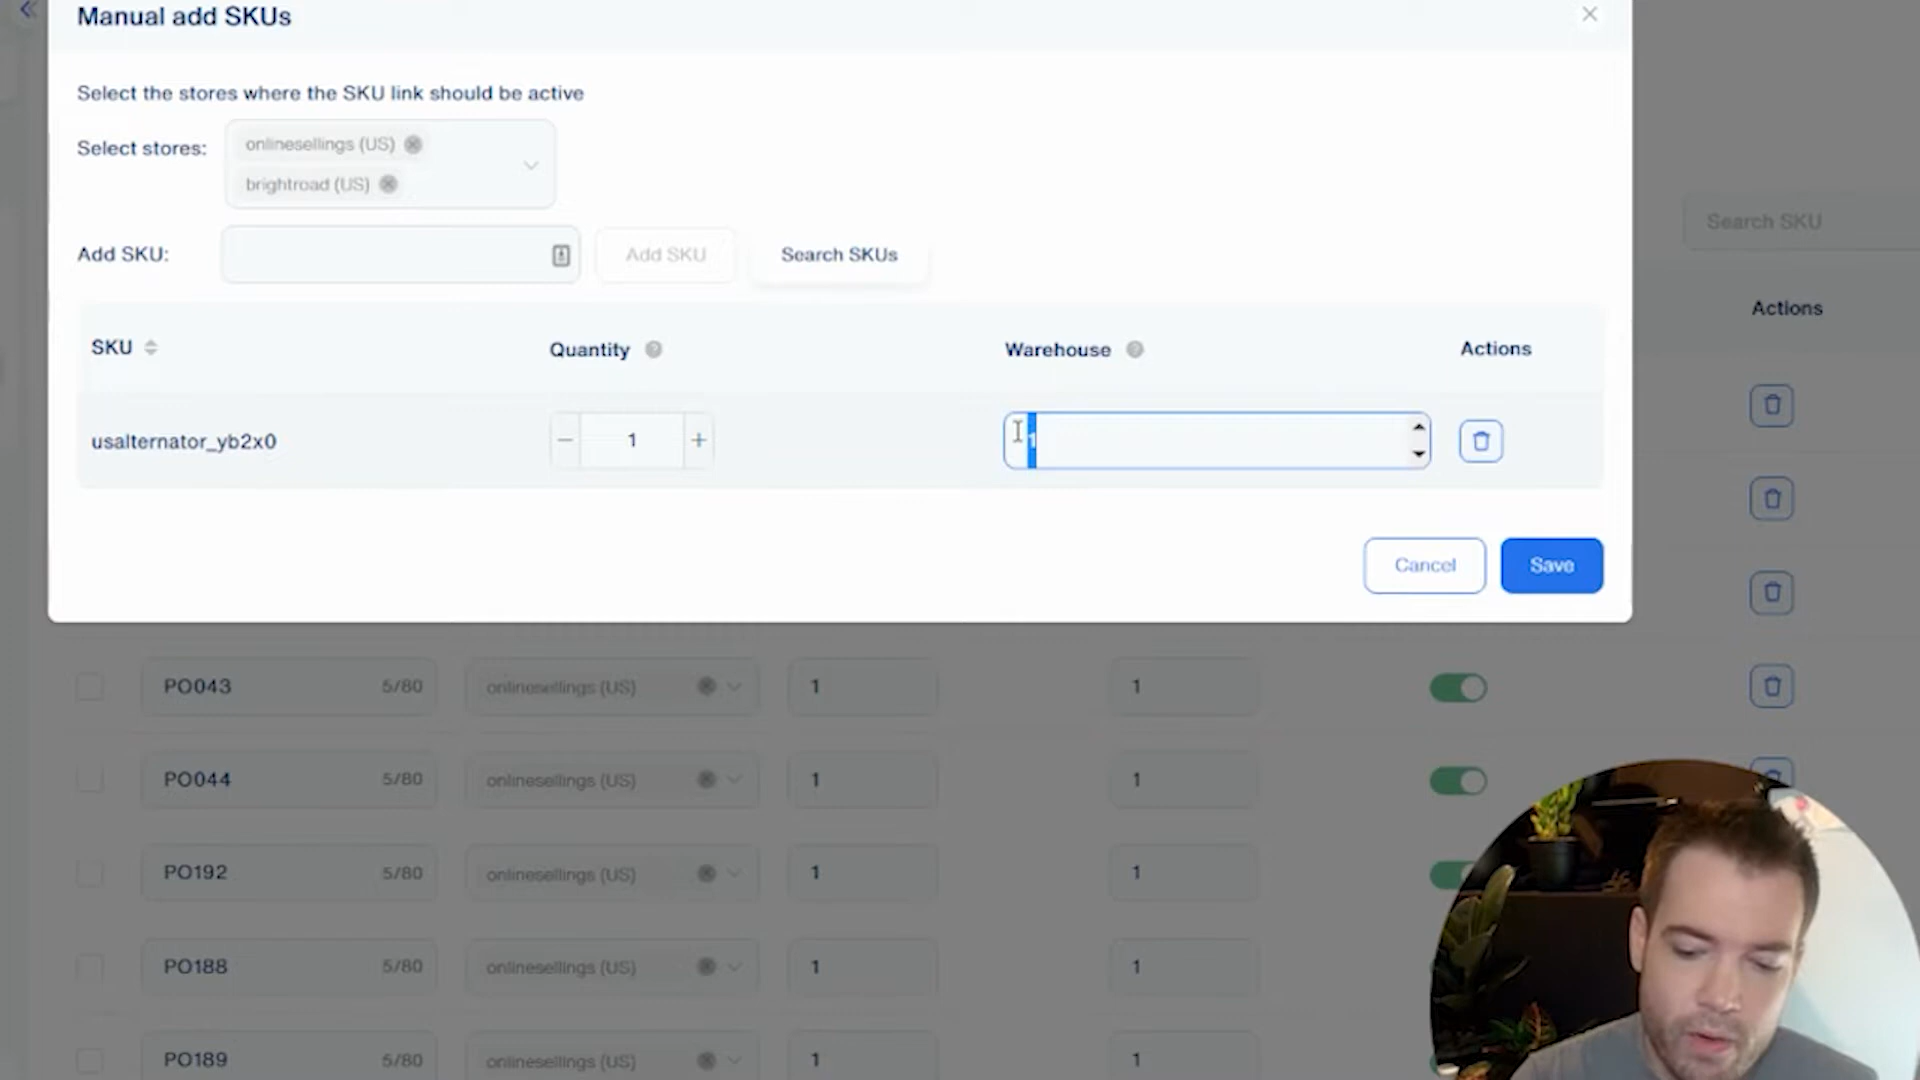 Manual add SKUs
Select the stores where the SKU link should be active
Select stores:
onlinesellings (US)
brightroad (US)
Search SKU
Add SKU:
Add SKU
Search SKUs
Actions
SKU
Quantity
Warehouse
Actions
usalternator_yb2x0
1
1
Cancel
Save
PO043 5/80 onlinesellings (US) 1 1
PO044 5/80 onlinesellings (US) 1 1
PO192 5/80 onlinesellings (US) 1 1
PO188 5/80 onlinesellings (US) 1 1
PO189 5/80 onlinesellings (US) 1 1